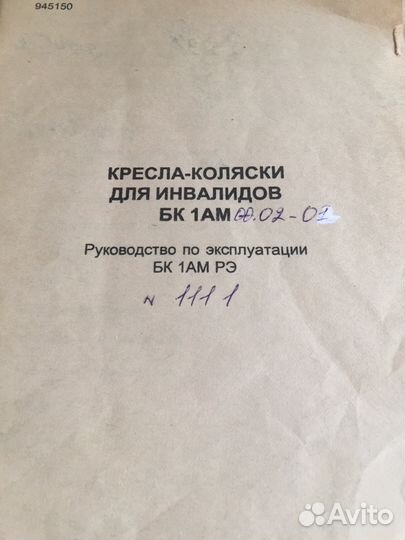 945150
КРЕСЛА-КОЛЯСКИ
ДЛЯ ИНВАЛИДОВ
БК 1АМ 00.02-01
Руководство по эксплуатации
БК 1АМ РЭ
N 1111
Avito